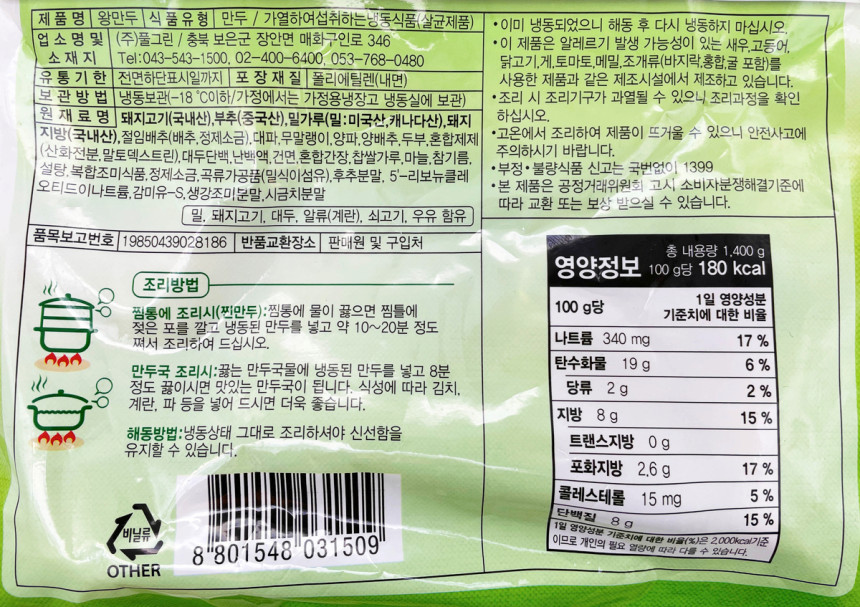 제품명 왕만두 식품유형 만두 / 가열하여섭취하는냉동식품(살균제품)
업소명 및 (주)풀그린 / 충북 보은군 장안면 매화구인로 346
소재지 Tel:043-543-1500, 02-400-6400, 053-768-0480
유통기한 전면하단표시일까지 포장재질 폴리에틸렌(내면)
보관방법 냉동보관(-18 ℃이하/가정에서는 가정용냉장고 냉동실에 보관)
원재료명 돼지고기(국내산),부추(중국산),밀가루(밀:미국산,캐나다산),돼지
지방(국내산),절임배추(배추,정제소금),대파,무말랭이,양파,양배추,두부,혼합제제
(산화전분,말토덱스트린),대두단백,난백액,건면,혼합간장,찹쌀가루,마늘,참기름,
설탕,복합조미식품,정제소금,곡류가공품(밀식이섬유),후추분말, 5'-리보뉴클레
오티드이나트륨,감미유-S,생강조미분말,시금치분말
밀, 돼지고기, 대두, 알류(계란), 쇠고기, 우유 함유
품목보고번호 19850439028186 반품교환장소 판매원 및 구입처
•이미 냉동되었으니 해동 후 다시 냉동하지 마십시오.
•이 제품은 알레르기 발생 가능성이 있는 새우,고등어,
닭고기,게,토마토,메밀,조개류(바지락,홍합,굴 포함)를
사용한 제품과 같은 제조시설에서 제조하고 있습니다.
•조리 시 조리기구가 과열될 수 있으니 조리과정을 확인
하십시오.
•고온에서 조리하여 제품이 뜨거울 수 있으니 안전사고에
주의하시기 바랍니다.
•부정·불량식품 신고는 국번없이 1399
•본 제품은 공정거래위원회 고시 소비자분쟁해결기준에
따라 교환 또는 보상 받으실 수 있습니다.
조리방법
찜통에 조리시(찐만두):찜통에 물이 끓으면 찜틀에
젖은 포를 깔고 냉동된 만두를 넣고 약 10~20분 정도
쪄서 조리하여 드십시오.
만두국 조리시:끓는 만두국물에 냉동된 만두를 넣고 8분
정도 끓이시면 맛있는 만두국이 됩니다. 식성에 따라 김치,
계란, 파 등을 넣어 드시면 더욱 좋습니다.
해동방법:냉동상태 그대로 조리하셔야 신선함을
유지할 수 있습니다.
비닐류
OTHER
8 801548 031509
영양정보 총 내용량 1,400 g
100 g당 180 kcal
100 g당 1일 영양성분
기준치에 대한 비율
나트륨 340 mg 17 %
탄수화물 19 g 6 %
당류 2 g 2 %
지방 8 g 15 %
트랜스지방 0 g
포화지방 2.6 g 17 %
콜레스테롤 15 mg 5 %
단백질 8 g 15 %
1일 영양성분 기준치에 대한 비율(%)은 2,000kcal기준
이므로 개인의 필요 열량에 따라 다를 수 있습니다.